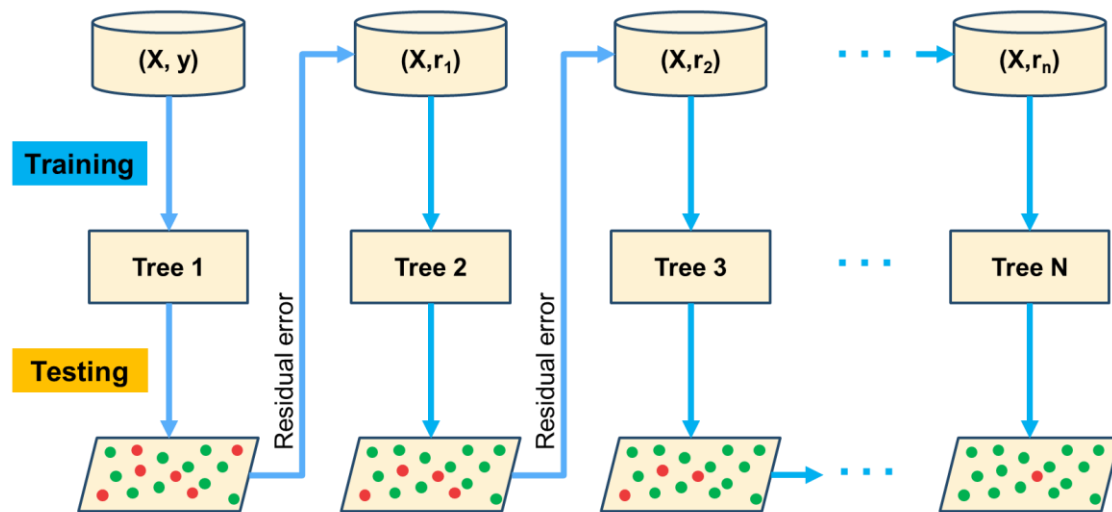 (X, y)
(X,r₁)
(X,r₂)
. . . .
(X,rₙ)
Training
Tree 1
Tree 2
Tree 3
. . . .
Tree N
Residual error
Residual error
Testing
. . . .